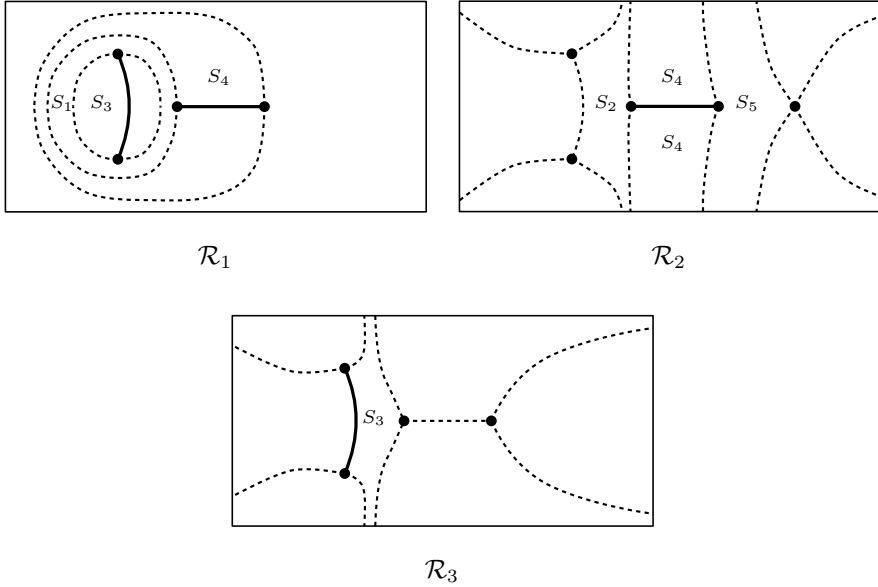 S₄ S₄
S₁ S₃ S₂ S₅
S₄
ℛ₁ ℛ₂
S₃
ℛ₃